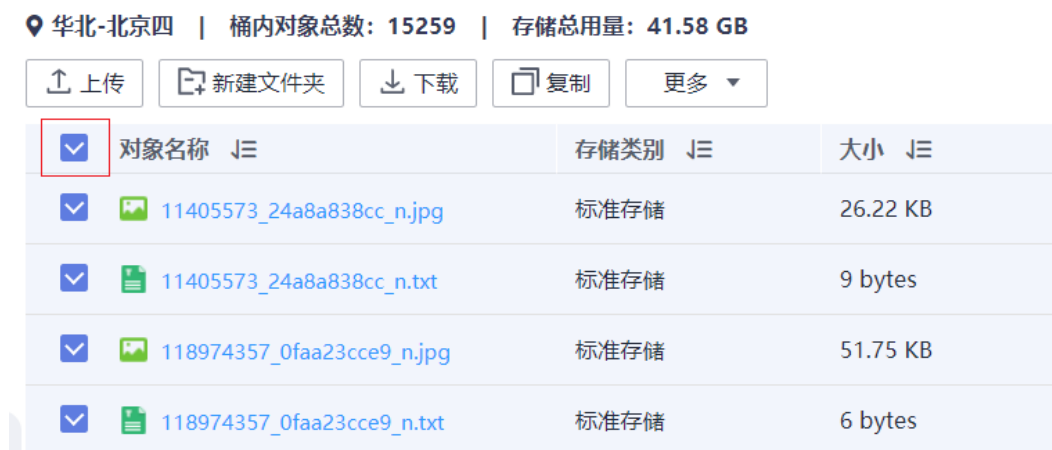 华北-北京四 | 桶内对象总数：15259 | 存储总用量：41.58 GB
上传 新建文件夹 下载 复制 更多
对象名称 存储类别 大小
11405573_24a8a838cc_n.jpg 标准存储 26.22 KB
11405573_24a8a838cc_n.txt 标准存储 9 bytes
118974357_0faa23cce9_n.jpg 标准存储 51.75 KB
118974357_0faa23cce9_n.txt 标准存储 6 bytes